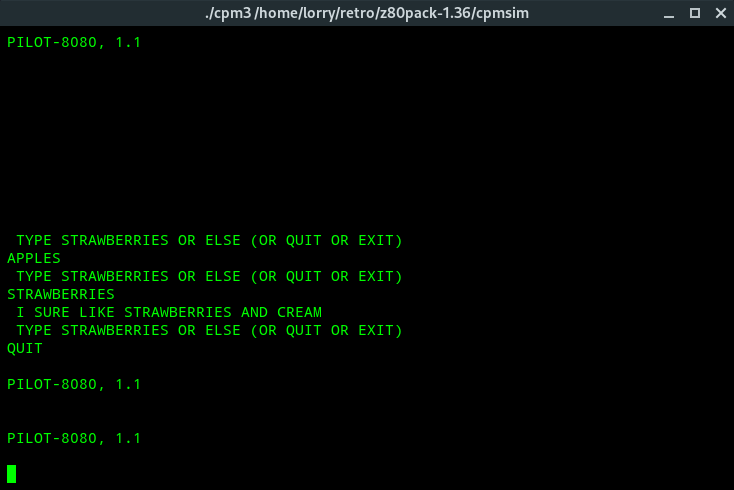 ./cpm3 /home/lorry/retro/z80pack-1.36/cpmsim
PILOT-8080, 1.1
TYPE STRAWBERRIES OR ELSE (OR QUIT OR EXIT)
APPLES
TYPE STRAWBERRIES OR ELSE (OR QUIT OR EXIT)
STRAWBERRIES
I SURE LIKE STRAWBERRIES AND CREAM
TYPE STRAWBERRIES OR ELSE (OR QUIT OR EXIT)
QUIT
PILOT-8080, 1.1
PILOT-8080, 1.1